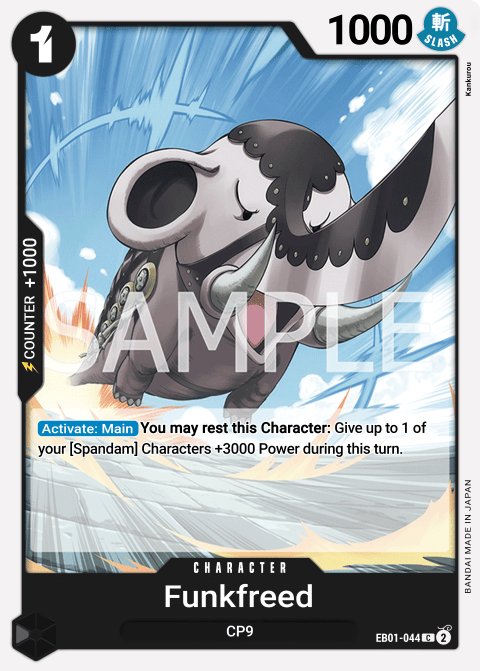 1
1000
斬
SLASH
Kankurou
COUNTER +1000
SAMPLE
Activate: Main You may rest this Character: Give up to 1 of
your [Spandam] Characters +3000 Power during this turn.
BANDAI MADE IN JAPAN
CHARACTER
Funkfreed
CP9
EB01-044 C 2